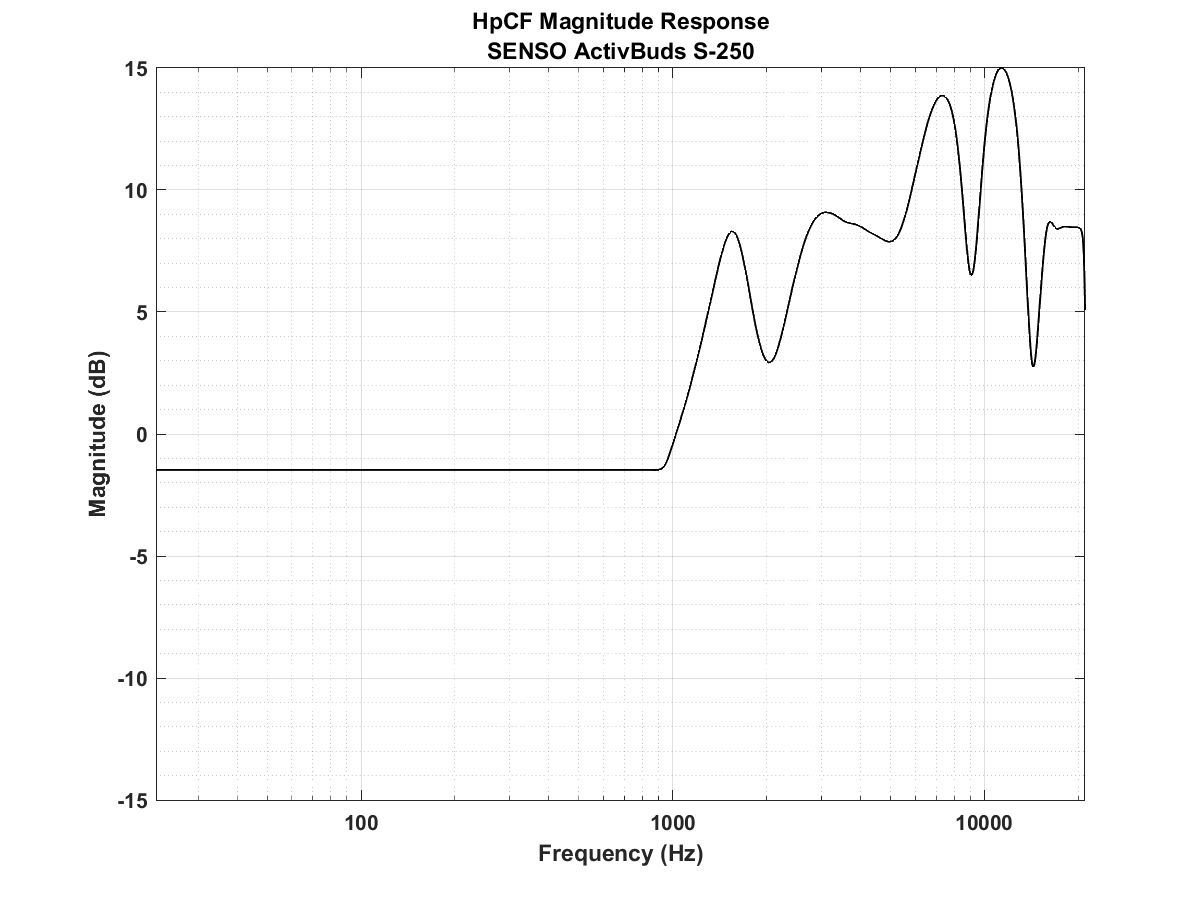 HpCF Magnitude Response
SENSO ActivBuds S-250
15
10
5
0
-5
-10
-15
Magnitude (dB)
100 1000 10000
Frequency (Hz)